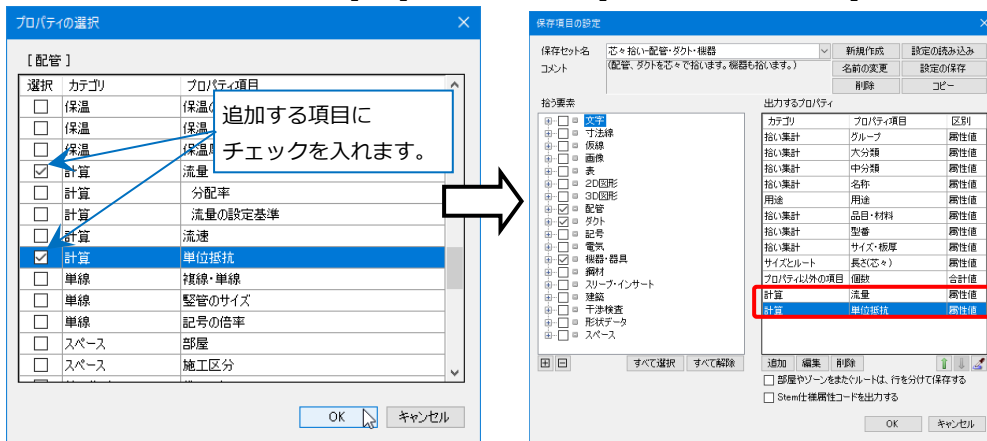 プロパティの選択
[ 配管 ]
選択 カテゴリ プロパティ項目
保温
保温
保温
計算 流量
計算 分配率
計算 流量の設定基準
計算 流速
計算 単位抵抗
単線 複線・単線
単線 竪管のサイズ
単線 記号の倍率
スペース 部屋
スペース 施工区分
追加する項目に
チェックを入れます。
OK キャンセル
保存項目の設定
保存セット名 芯々拾い-配管・ダクト・機器 新規作成 設定の読み込み
コメント (配管、ダクトを芯々で拾います。機器も拾います。) 名前の変更 設定の保存
削除 コピー
拾う要素
文字
寸法線
仮線
画像
表
2D図形
3D図形
配管
ダクト
記号
電気
機器・器具
鋼材
スリーブ・インサート
建築
干渉検査
形状データ
スペース
すべて選択 すべて解除
出力するプロパティ
カテゴリ プロパティ項目 区別
拾い集計 グループ 属性値
拾い集計 大分類 属性値
拾い集計 中分類 属性値
拾い集計 名称 属性値
用途 用途 属性値
拾い集計 品目・材料 属性値
拾い集計 型番 属性値
拾い集計 サイズ・板厚 属性値
サイズとルート 長さ(芯々) 属性値
プロパティ以外の項目 個数 合計値
計算 流量 属性値
計算 単位抵抗 属性値
追加 編集 削除
部屋やゾーンをまたぐルートは、行を分けて保存する
Stem仕様属性コードを出力する
OK キャンセル